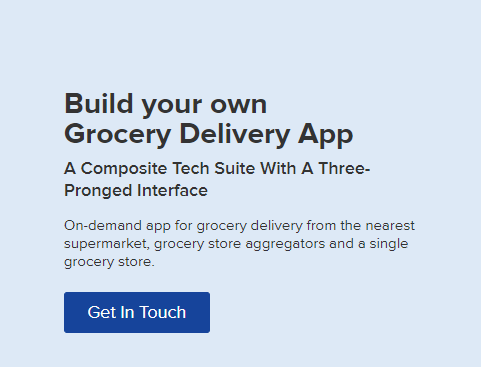 Build your own
Grocery Delivery App
A Composite Tech Suite With A Three-
Pronged Interface
On-demand app for grocery delivery from the nearest
supermarket, grocery store aggregators and a single
grocery store.
Get In Touch